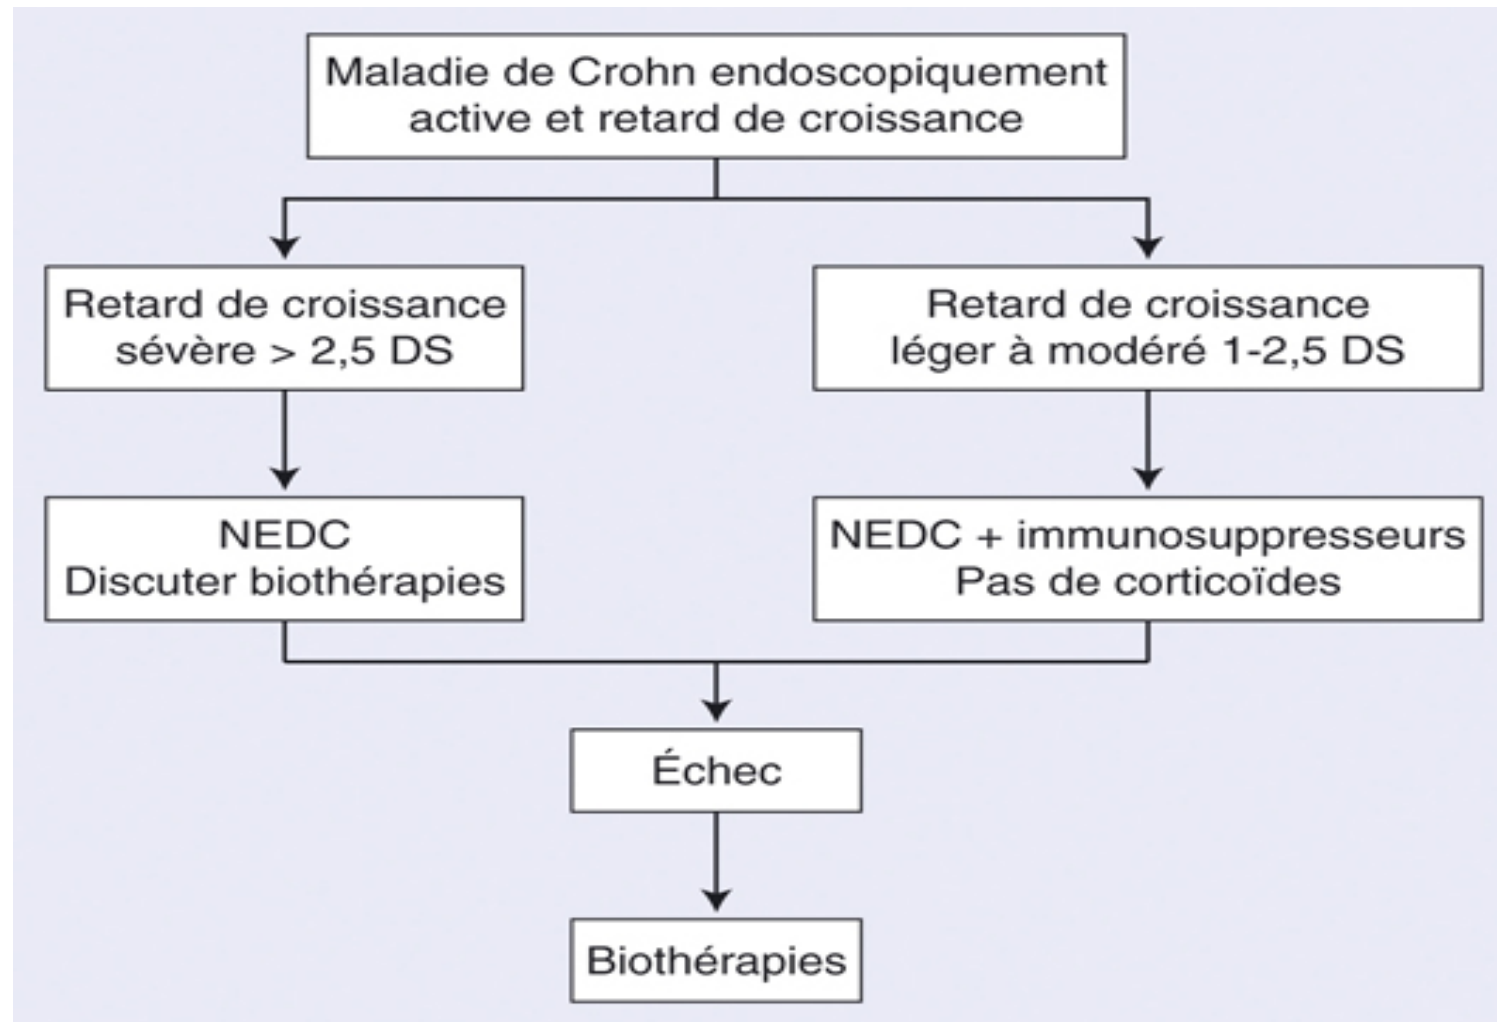 Maladie de Crohn endoscopiquement
active et retard de croissance
Retard de croissance
sévère > 2,5 DS
Retard de croissance
léger à modéré 1-2,5 DS
NEDC
Discuter biothérapies
NEDC + immunosuppresseurs
Pas de corticoïdes
Échec
Biothérapies